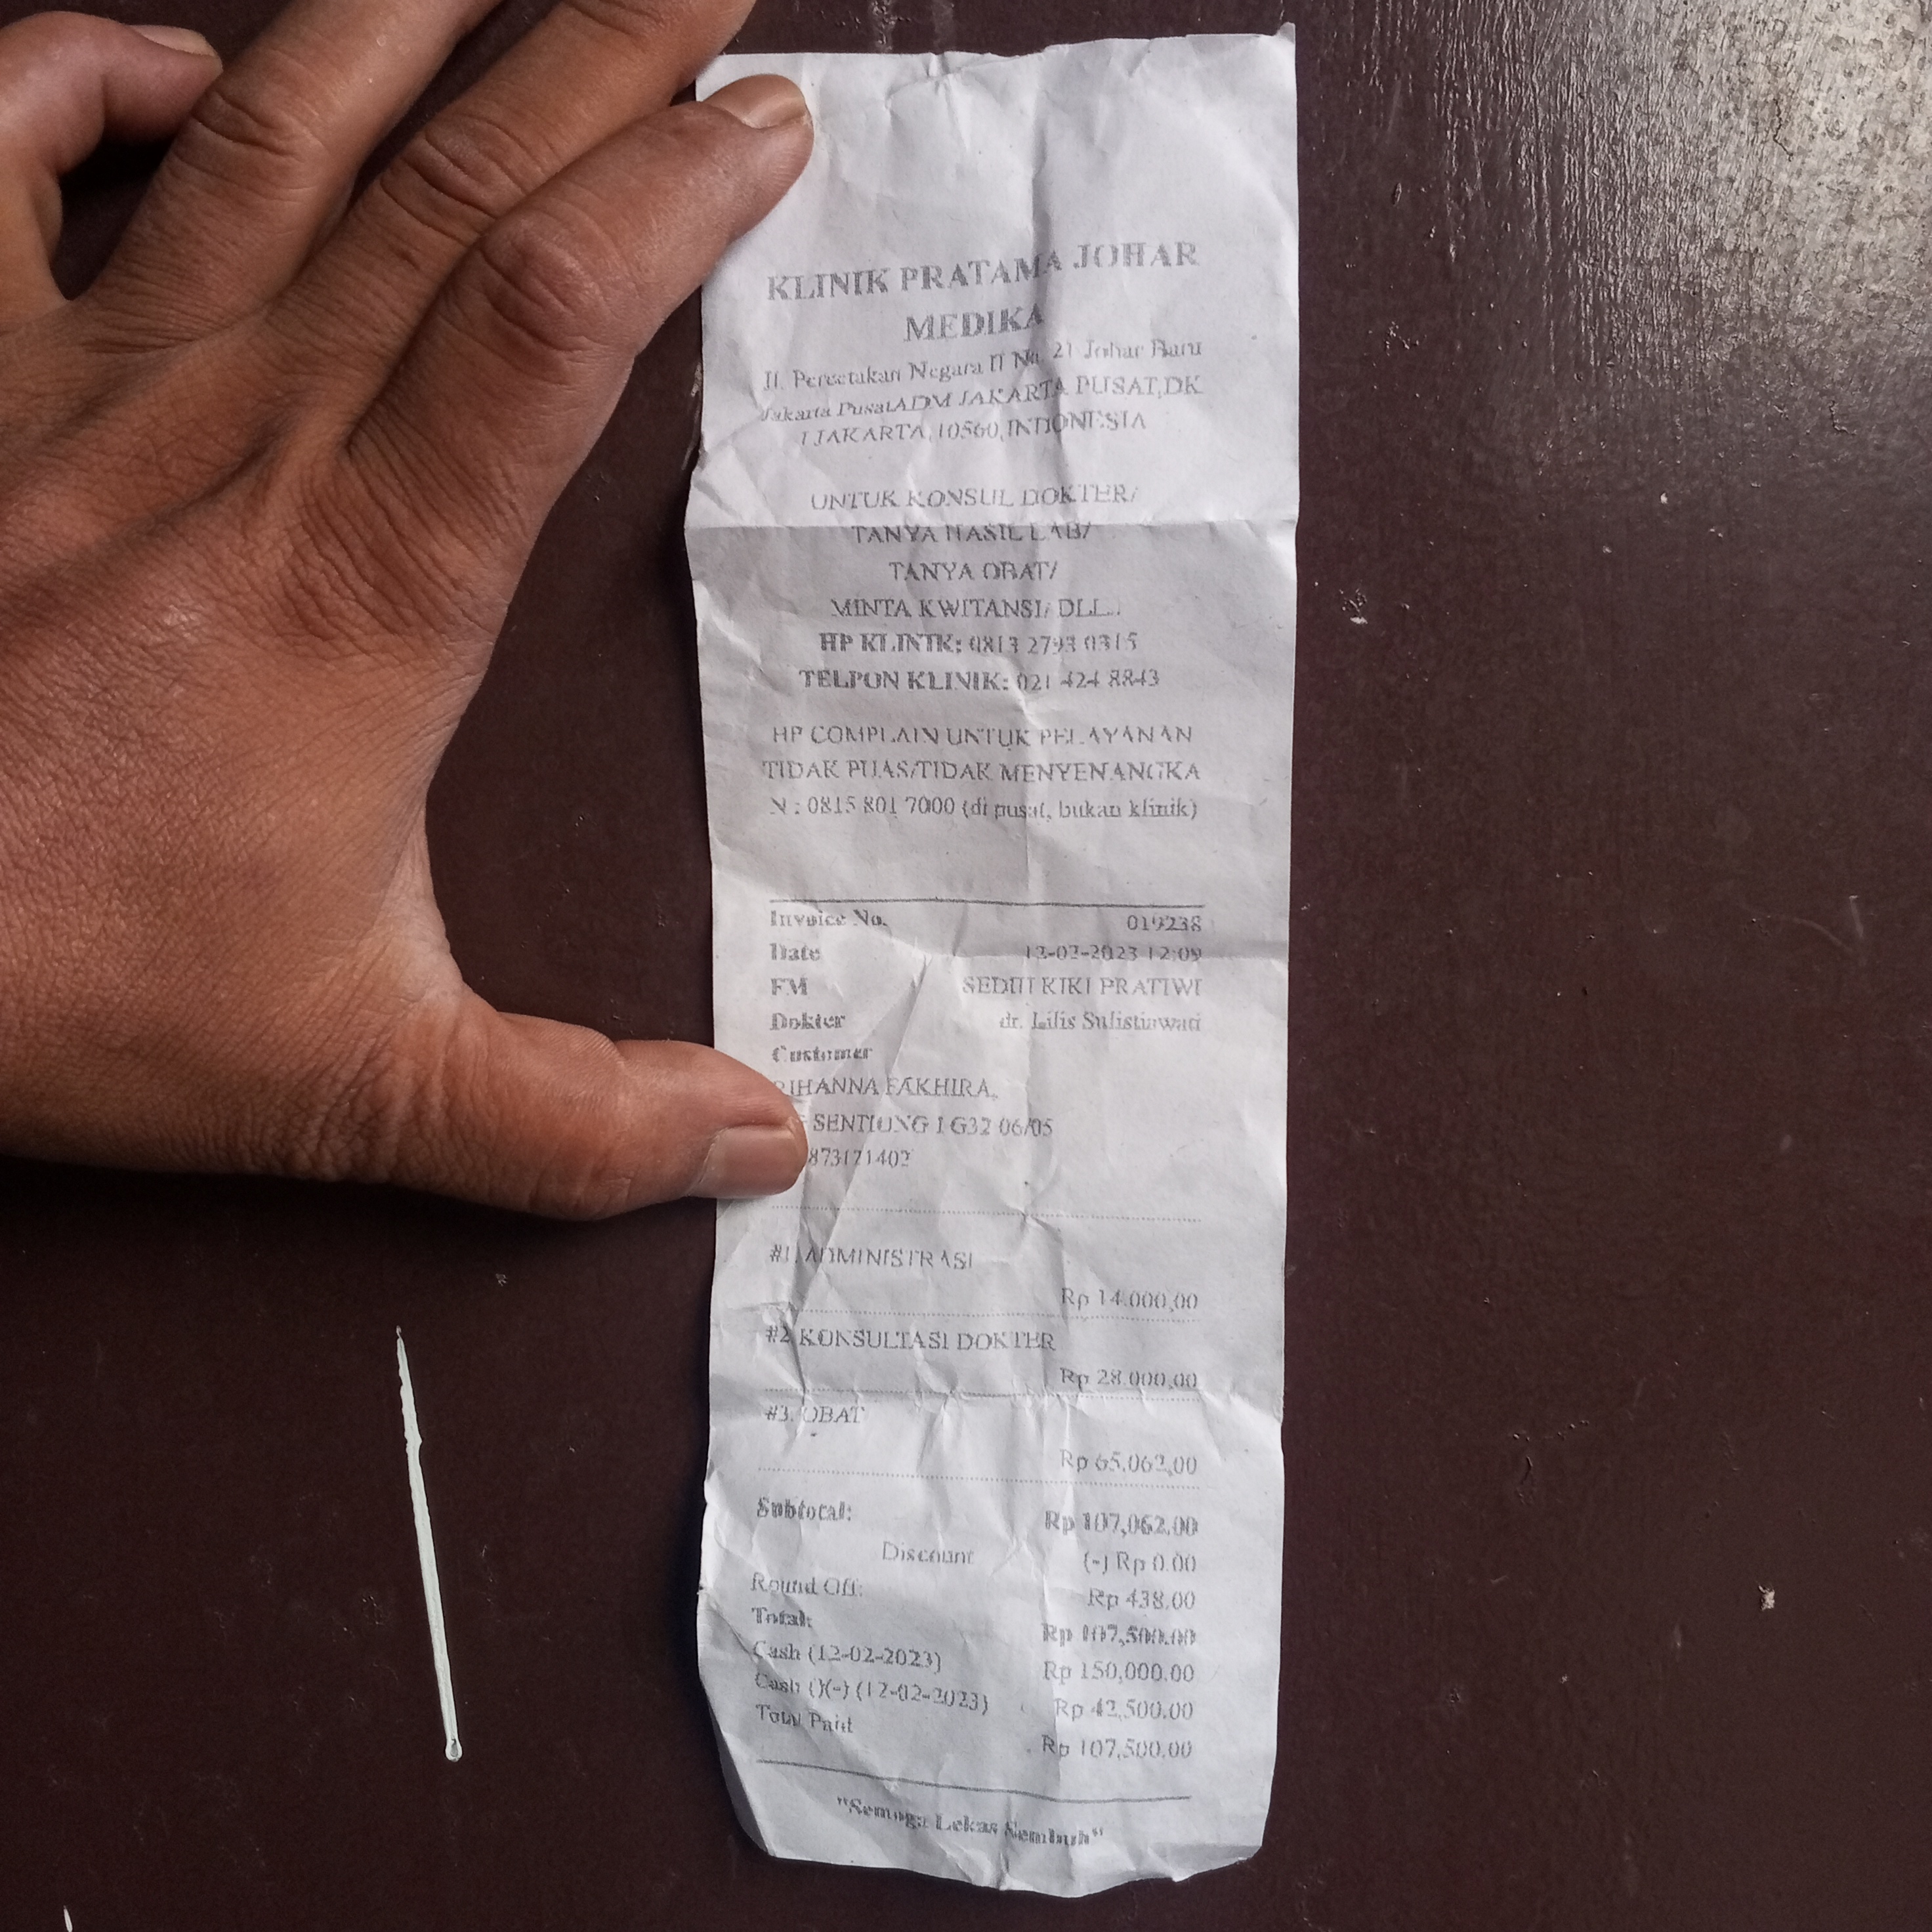 KLINIK PRATAMA JOHAR
MEDIKA
Jl. Percetakan Negara II No. 21 Johar Baru
Jakarta PusatADM JAKARTA PUSAT,DK
I JAKARTA,10560,INDONESIA
UNTUK KONSUL DOKTER/
TANYA HASIL LAB/
TANYA OBAT/
MINTA KWITANSI/ DLL..
HP KLINIK: 0813 2793 0315
TELPON KLINIK: 021 424 8843
HP COMPLAIN UNTUK PELAYANAN
TIDAK PUAS/TIDAK MENYENANGKA
N : 0815 801 7000 (di pusat, bukan klinik)
Invoice No. 019238
Date 12-02-2023 12:09
FM KIKI PRATIWI
Dokter dr. Lilis Sulistiawati
Customer
RIHANNA FAKHIRA,
SENTIONG I G32 06/05
873171402
#1. ADMINISTRASI
Rp 14.000,00
#2 KONSULTASI DOKTER
Rp 28.000,00
#3. OBAT
Rp 65.062,00
Subtotal: Rp 107,062.00
Discount (-) Rp 0.00
Round Off: Rp 438.00
Total: Rp 107,500.00
Cash (12-02-2023) Rp 150,000.00
Cash ()(-) (12-02-2023) Rp 42,500.00
Total Paid Rp 107,500.00
"Semoga Lekas Sembuh"